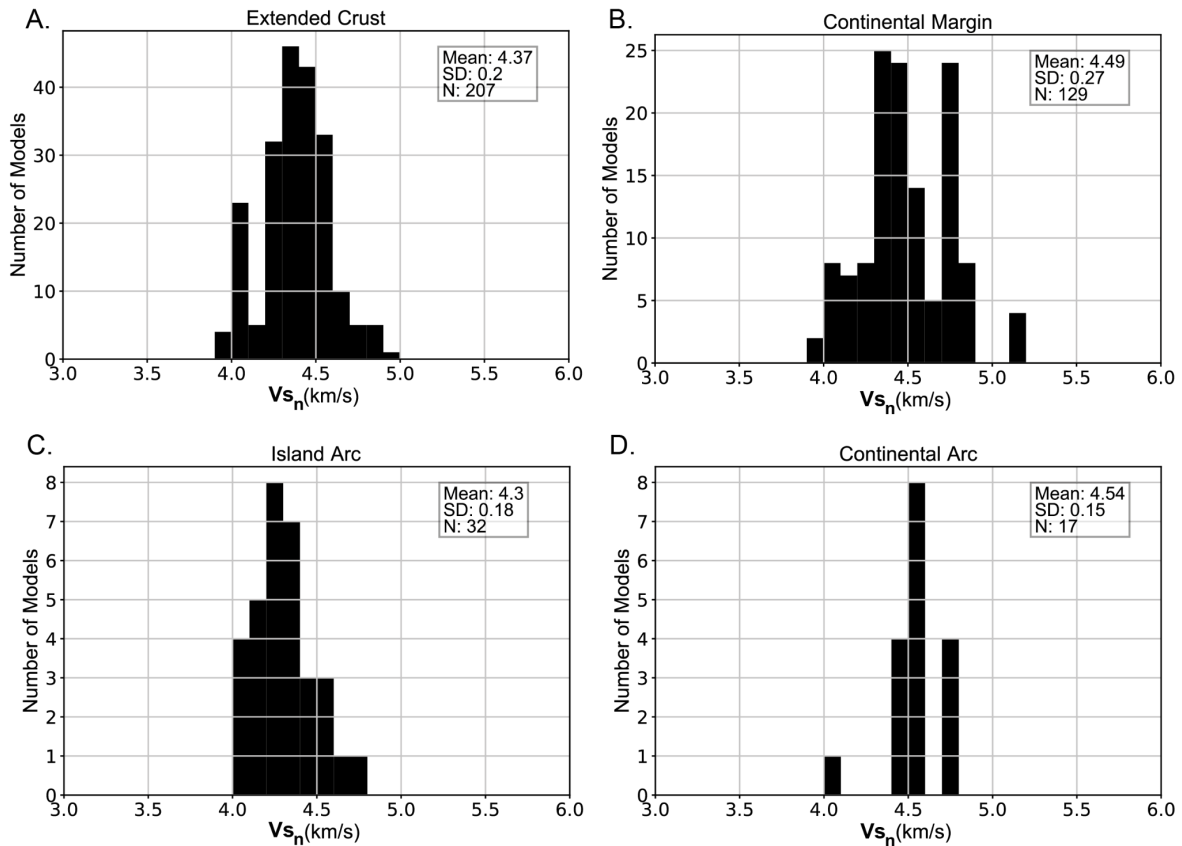 A.
Extended Crust
Number of Models
40
30
20
10
0
Mean: 4.37
SD: 0.2
N: 207
3.0 3.5 4.0 4.5 5.0 5.5 6.0
Vsn(km/s)
B.
Continental Margin
Number of Models
25
20
15
10
5
0
Mean: 4.49
SD: 0.27
N: 129
3.0 3.5 4.0 4.5 5.0 5.5 6.0
Vsn(km/s)
C.
Island Arc
Number of Models
8
7
6
5
4
3
2
1
0
Mean: 4.3
SD: 0.18
N: 32
3.0 3.5 4.0 4.5 5.0 5.5 6.0
Vsn(km/s)
D.
Continental Arc
Number of Models
8
7
6
5
4
3
2
1
0
Mean: 4.54
SD: 0.15
N: 17
3.0 3.5 4.0 4.5 5.0 5.5 6.0
Vsn(km/s)